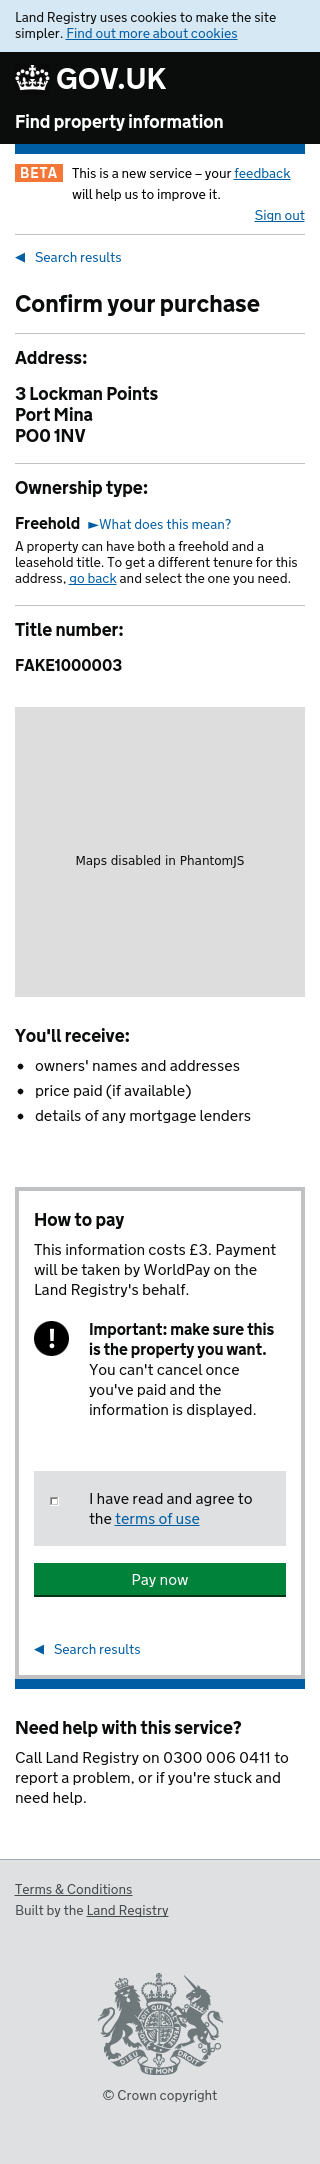 Land Registry uses cookies to make the site
simpler. Find out more about cookies
GOV.UK
Find property information
BETA This is a new service – your feedback
will help us to improve it.
Sign out
◀ Search results
Confirm your purchase
Address:
3 Lockman Points
Port Mina
PO0 1NV
Ownership type:
Freehold ►What does this mean?
A property can have both a freehold and a
leasehold title. To get a different tenure for this
address, go back and select the one you need.
Title number:
FAKE1000003
Maps disabled in PhantomJS
You'll receive:
• owners' names and addresses
• price paid (if available)
• details of any mortgage lenders
How to pay
This information costs £3. Payment
will be taken by WorldPay on the
Land Registry's behalf.
! Important: make sure this
is the property you want.
You can't cancel once
you've paid and the
information is displayed.
I have read and agree to
the terms of use
Pay now
◀ Search results
Need help with this service?
Call Land Registry on 0300 006 0411 to
report a problem, or if you're stuck and
need help.
Terms & Conditions
Built by the Land Registry
DIEU ET MON DROIT
© Crown copyright